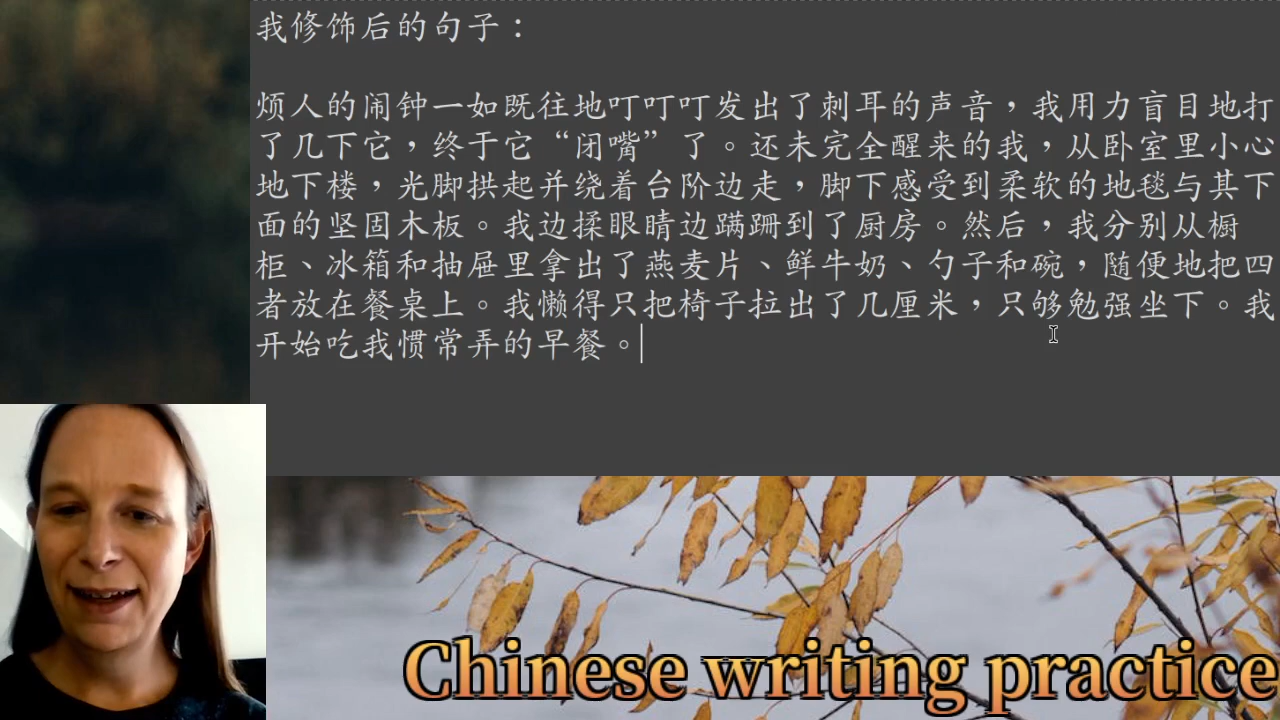 我修饰后的句子：
烦人的闹钟一如既往地叮叮叮发出了刺耳的声音，我用力盲目地打
了几下它，终于它“闭嘴”了。还未完全醒来的我，从卧室里小心
地下楼，光脚拱起并绕着台阶边走，脚下感受到柔软的地毯与其下
面的坚固木板。我边揉眼睛边蹒跚到了厨房。然后，我分别从橱
柜、冰箱和抽屉里拿出了燕麦片、鲜牛奶、勺子和碗，随便地把四
者放在餐桌上。我懒得只把椅子拉出了几厘米，只够勉强坐下。我
开始吃我惯常弄的早餐。
Chinese writing practice